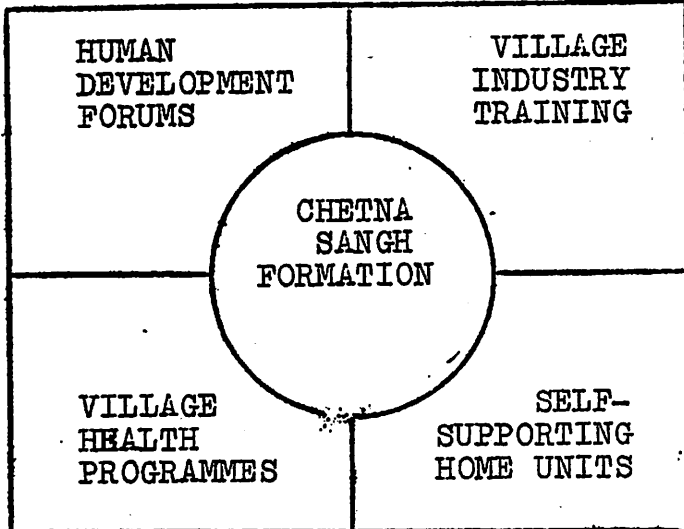 HUMAN
DEVELOPMENT
FORUMS
VILLAGE
INDUSTRY
TRAINING
CHETNA
SANGH
FORMATION
VILLAGE
HEALTH
PROGRAMMES
SELF-
SUPPORTING
HOME UNITS